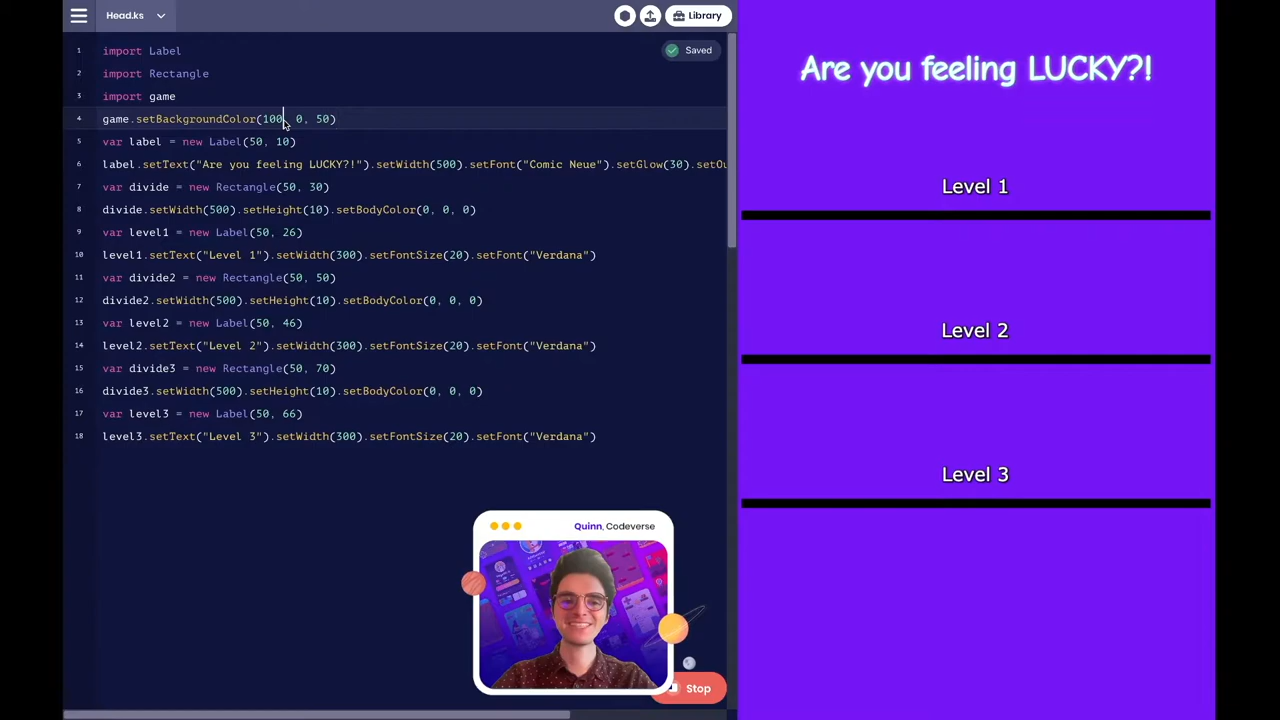 Head.ks
Library
Saved
1 import Label
2 import Rectangle
3 import game
4 game.setBackgroundColor(100, 0, 50)
5 var label = new Label(50, 10)
6 label.setText("Are you feeling LUCKY?!").setWidth(500).setFont("Comic Neue").setGlow(30).setOu
7 var divide = new Rectangle(50, 30)
8 divide.setWidth(500).setHeight(10).setBodyColor(0, 0, 0)
9 var level1 = new Label(50, 26)
10 level1.setText("Level 1").setWidth(300).setFontSize(20).setFont("Verdana")
11 var divide2 = new Rectangle(50, 50)
12 divide2.setWidth(500).setHeight(10).setBodyColor(0, 0, 0)
13 var level2 = new Label(50, 46)
14 level2.setText("Level 2").setWidth(300).setFontSize(20).setFont("Verdana")
15 var divide3 = new Rectangle(50, 70)
16 divide3.setWidth(500).setHeight(10).setBodyColor(0, 0, 0)
17 var level3 = new Label(50, 66)
18 level3.setText("Level 3").setWidth(300).setFontSize(20).setFont("Verdana")
Quinn, Codeverse
Stop
Are you feeling LUCKY?!
Level 1
Level 2
Level 3